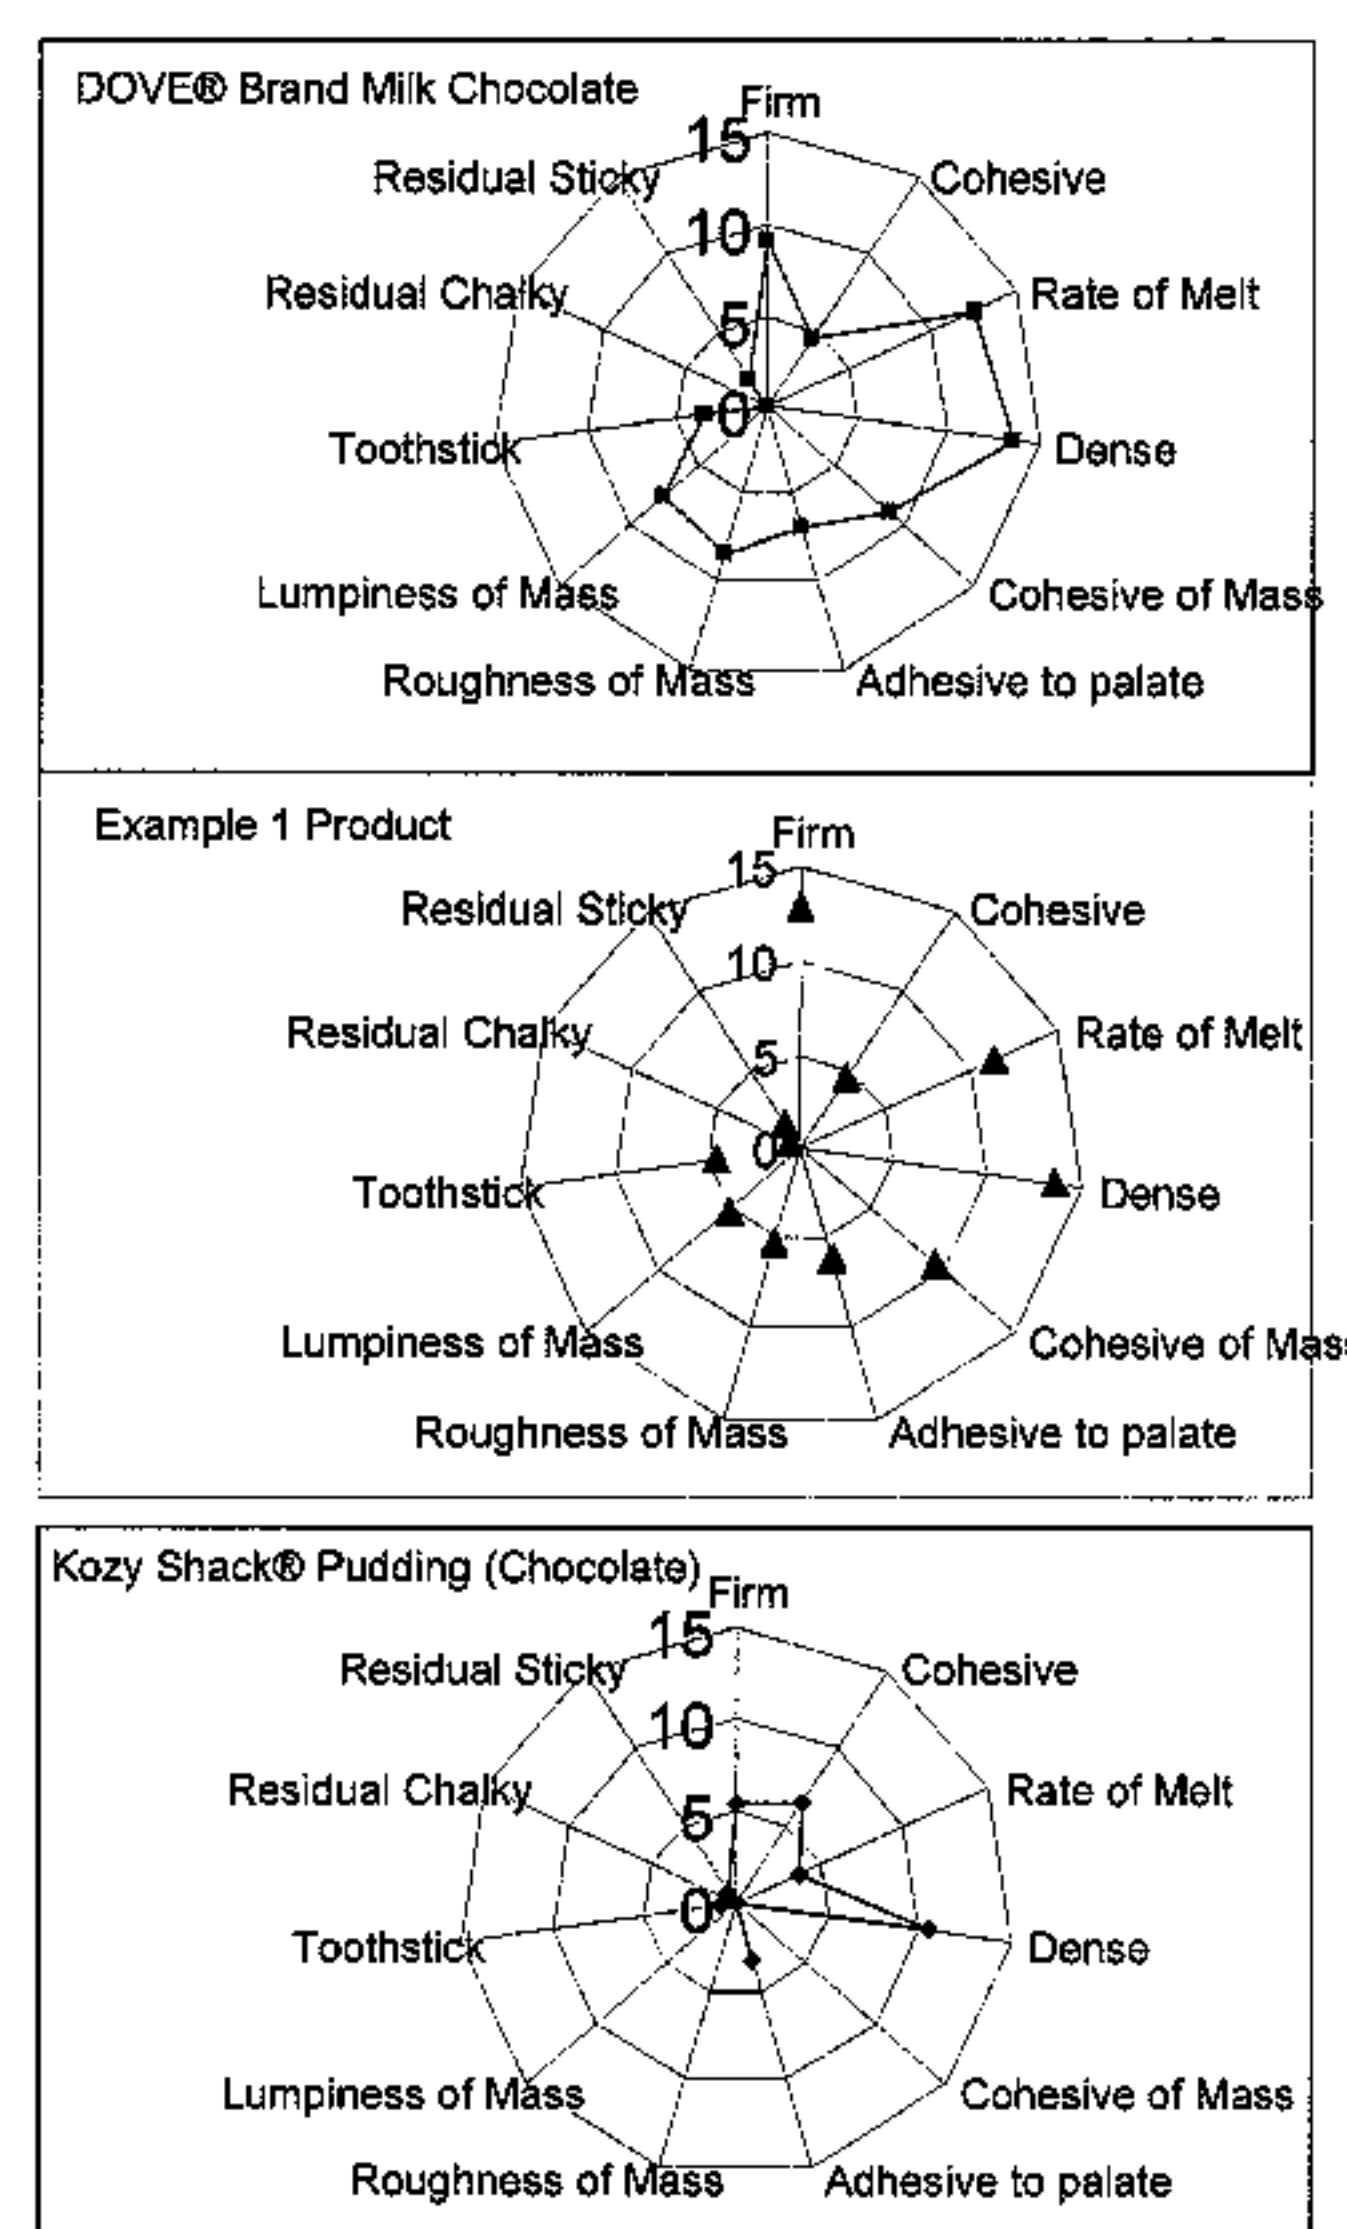 DOVE® Brand Milk Chocolate
Firm
15
Residual Sticky
Cohesive
10
Residual Chalky
Rate of Melt
5
0
Toothstick
Dense
Lumpiness of Mass
Cohesive of Mass
Roughness of Mass
Adhesive to palate
Example 1 Product
Firm
15
Residual Sticky
Cohesive
10
Residual Chalky
Rate of Melt
5
0
Toothstick
Dense
Lumpiness of Mass
Cohesive of Mass
Roughness of Mass
Adhesive to palate
Kozy Shack® Pudding (Chocolate)
Firm
15
Residual Sticky
Cohesive
10
Residual Chalky
Rate of Melt
5
0
Toothstick
Dense
Lumpiness of Mass
Cohesive of Mass
Roughness of Mass
Adhesive to palate